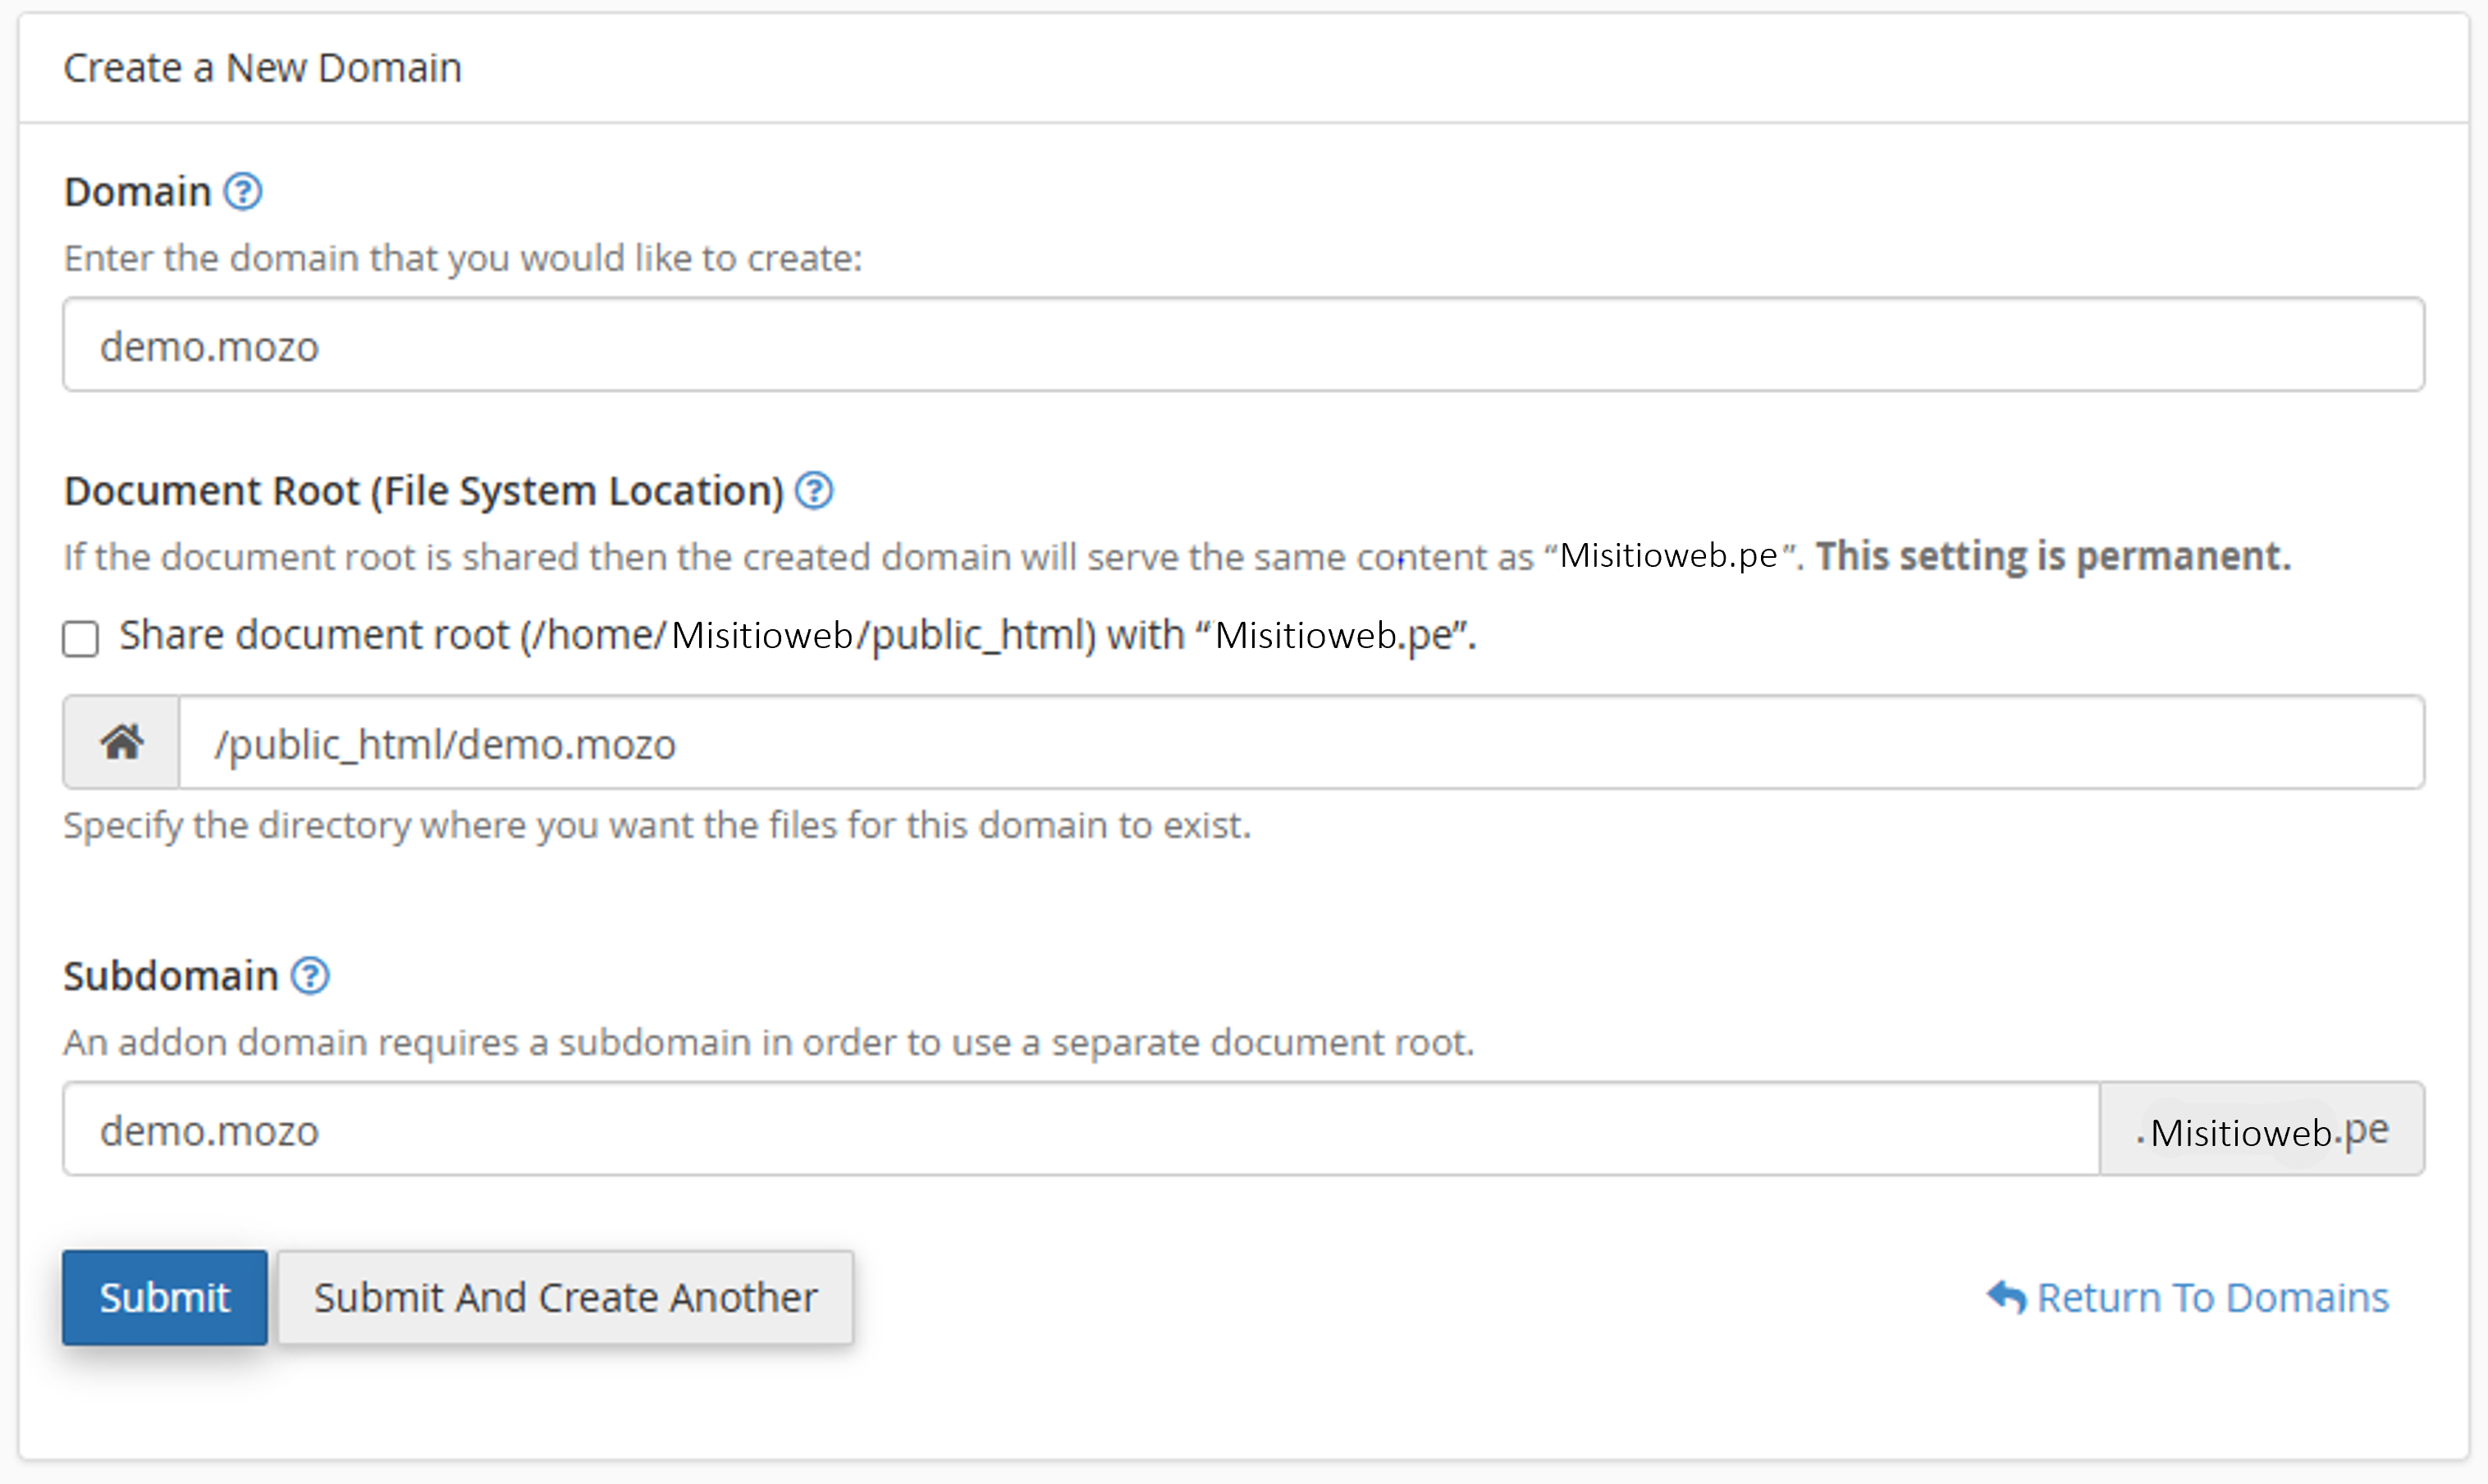 Create a New Domain
Domain
Enter the domain that you would like to create:
demo.mozo
Document Root (File System Location)
If the document root is shared then the created domain will serve the same content as “Misitioweb.pe”. This setting is permanent.
Share document root (/home/Misitioweb/public_html) with “Misitioweb.pe”.
/public_html/demo.mozo
Specify the directory where you want the files for this domain to exist.
Subdomain
An addon domain requires a subdomain in order to use a separate document root.
demo.mozo .Misitioweb.pe
Submit Submit And Create Another Return To Domains